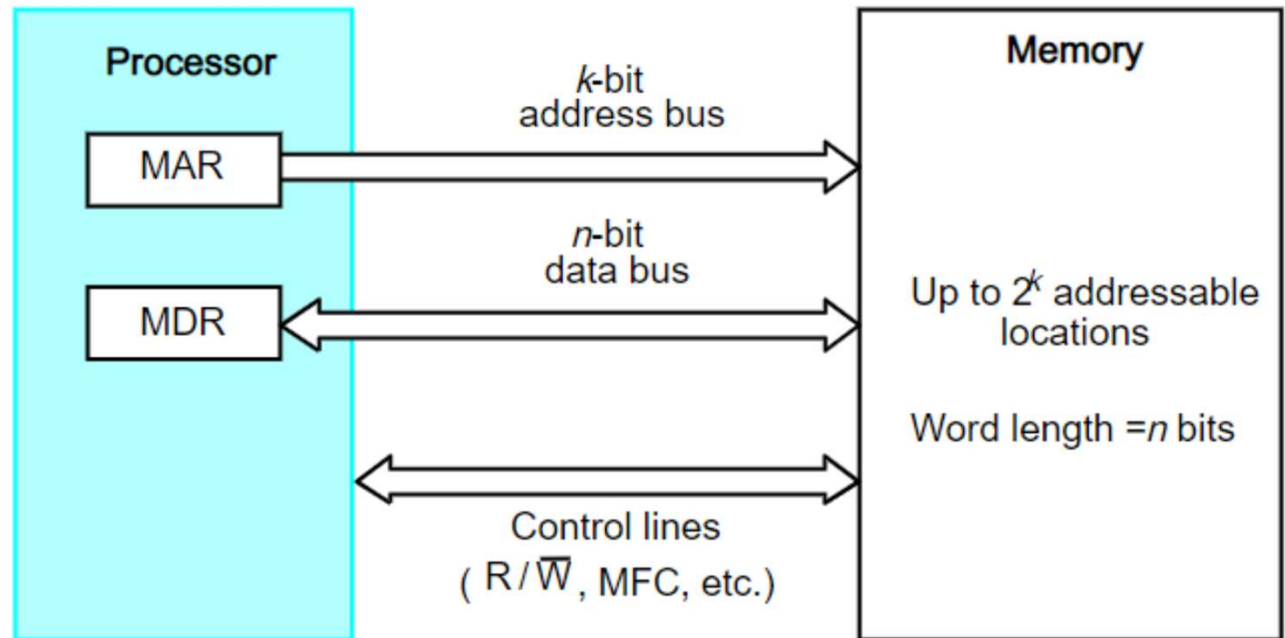 Processor
Memory
k-bit
address bus
MAR
n-bit
data bus
MDR
Up to 2^k addressable
locations
Word length =n bits
Control lines
( R/W̅, MFC, etc.)